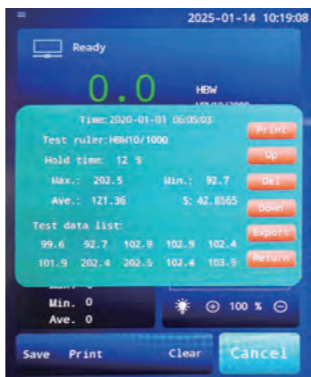 2025-01-14 10:19:08
Ready
0.0 HBW
Time:2020-01-01 06:05:03
Print
Test ruler:HBW10/1000
Up
Hold time: 12 S
Max.: 202.5 Min.: 92.7
Del
Ave.: 121.36 S: 42.8565
Down
Test data list:
Export
99.6 92.7 102.9 102.9 102.4
101.9 202.4 202.5 102.4 103.9
Return
Min. 0
Ave. 0
100 %
Save Print Clear Cancel